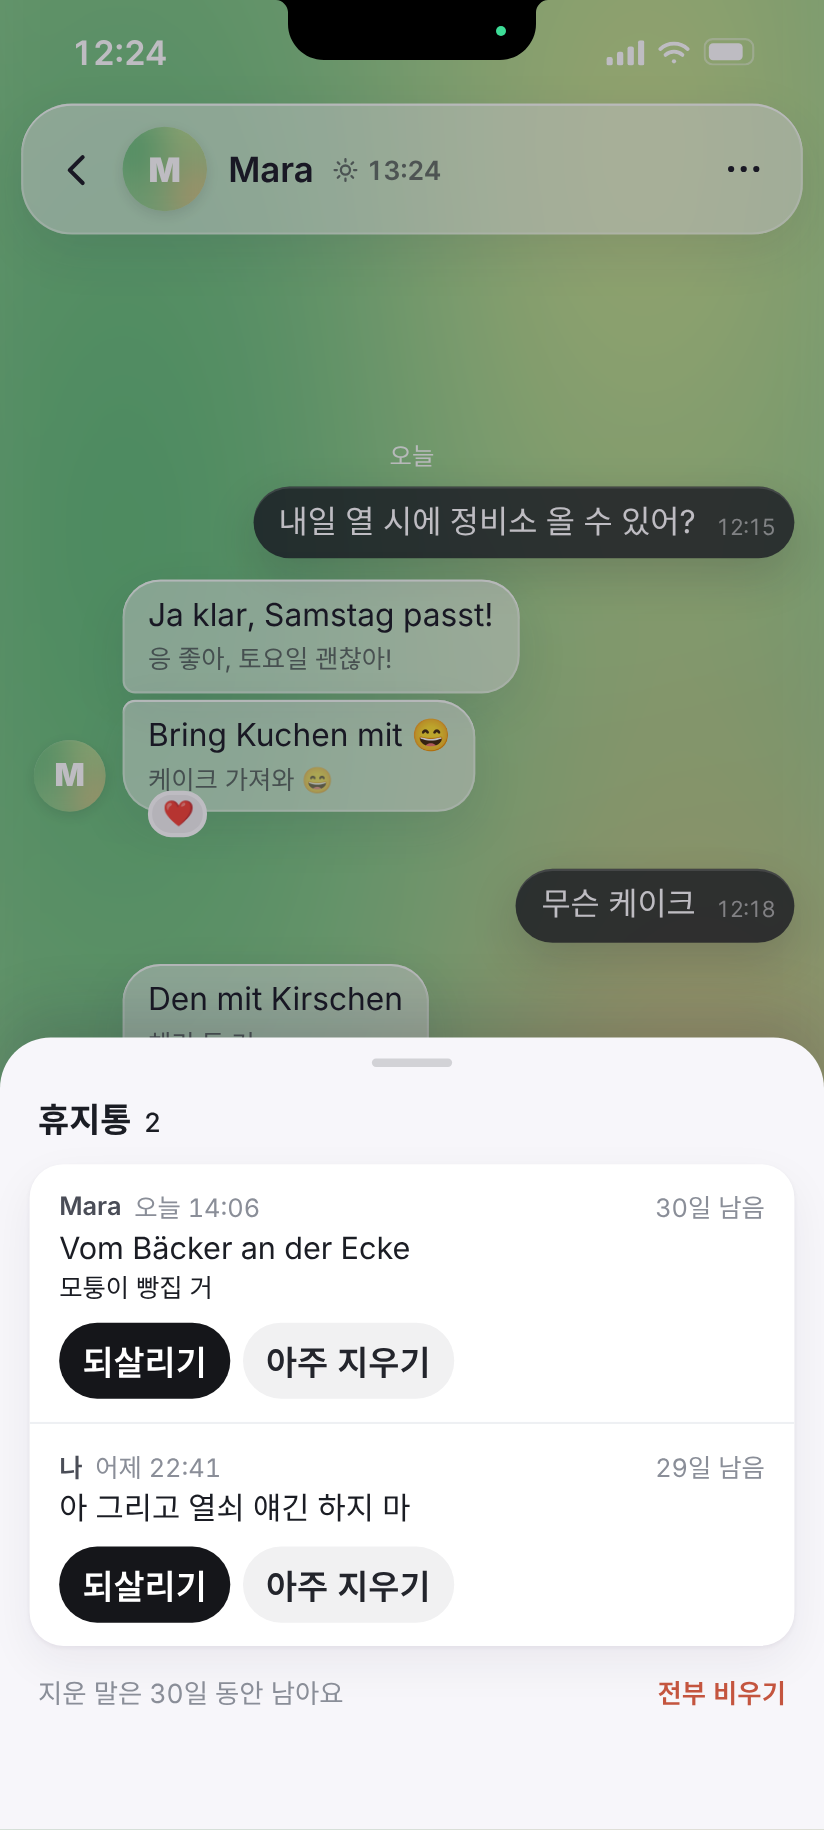 12:24
M Mara 13:24
오늘
내일 열 시에 정비소 올 수 있어? 12:15
Ja klar, Samstag passt!
응 좋아, 토요일 괜찮아!
Bring Kuchen mit 😄
케이크 가져와 😄
M
❤️
무슨 케이크 12:18
Den mit Kirschen
휴지통 2
Mara 오늘 14:06 30일 남음
Vom Bäcker an der Ecke
모퉁이 빵집 거
되살리기 아주 지우기
나 어제 22:41 29일 남음
아 그리고 열쇠 얘긴 하지 마
되살리기 아주 지우기
지운 말은 30일 동안 남아요 전부 비우기